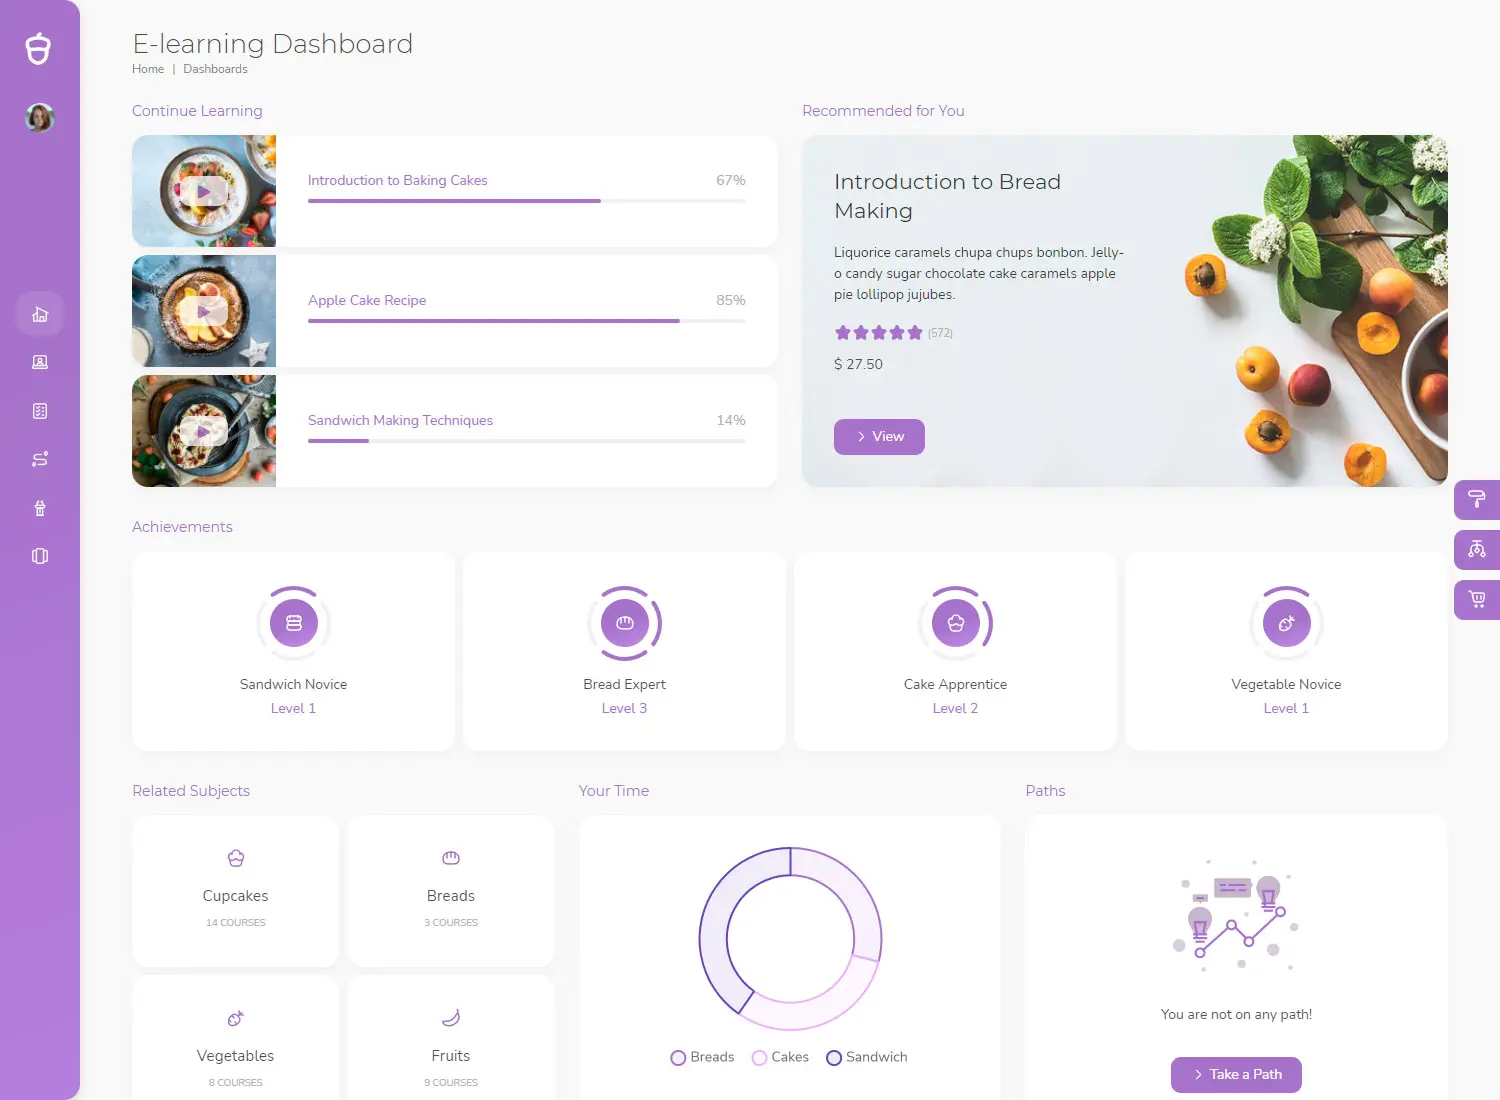 E-learning Dashboard
Home | Dashboards
Continue Learning
Introduction to Baking Cakes 67%
Apple Cake Recipe 85%
Sandwich Making Techniques 14%
Recommended for You
Introduction to Bread
Making
Liquorice caramels chupa chups bonbon. Jelly-
o candy sugar chocolate cake caramels apple
pie lollipop jujubes.
(572)
$ 27.50
View
Achievements
Sandwich Novice
Level 1
Bread Expert
Level 3
Cake Apprentice
Level 2
Vegetable Novice
Level 1
Related Subjects
Cupcakes
14 COURSES
Breads
3 COURSES
Vegetables
8 COURSES
Fruits
9 COURSES
Your Time
Breads Cakes Sandwich
Paths
You are not on any path!
Take a Path